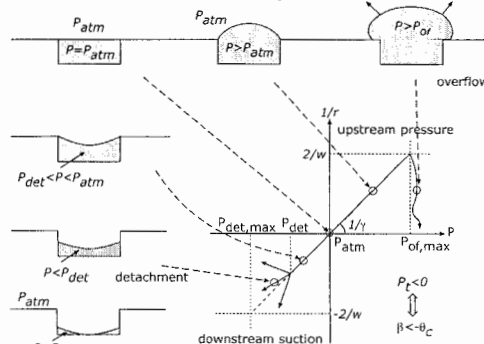 P_atm
P=P_atm
P_atm
P>P_atm
P>P_of
overflow
1/r
upstream pressure
2/w
P_det<P<P_atm
P_det,max
P_det
1/γ
P
P_atm
P_of,max
P<P_det
detachment
P_atm
P_t<0
β<-θ_C
-2/w
downstream suction